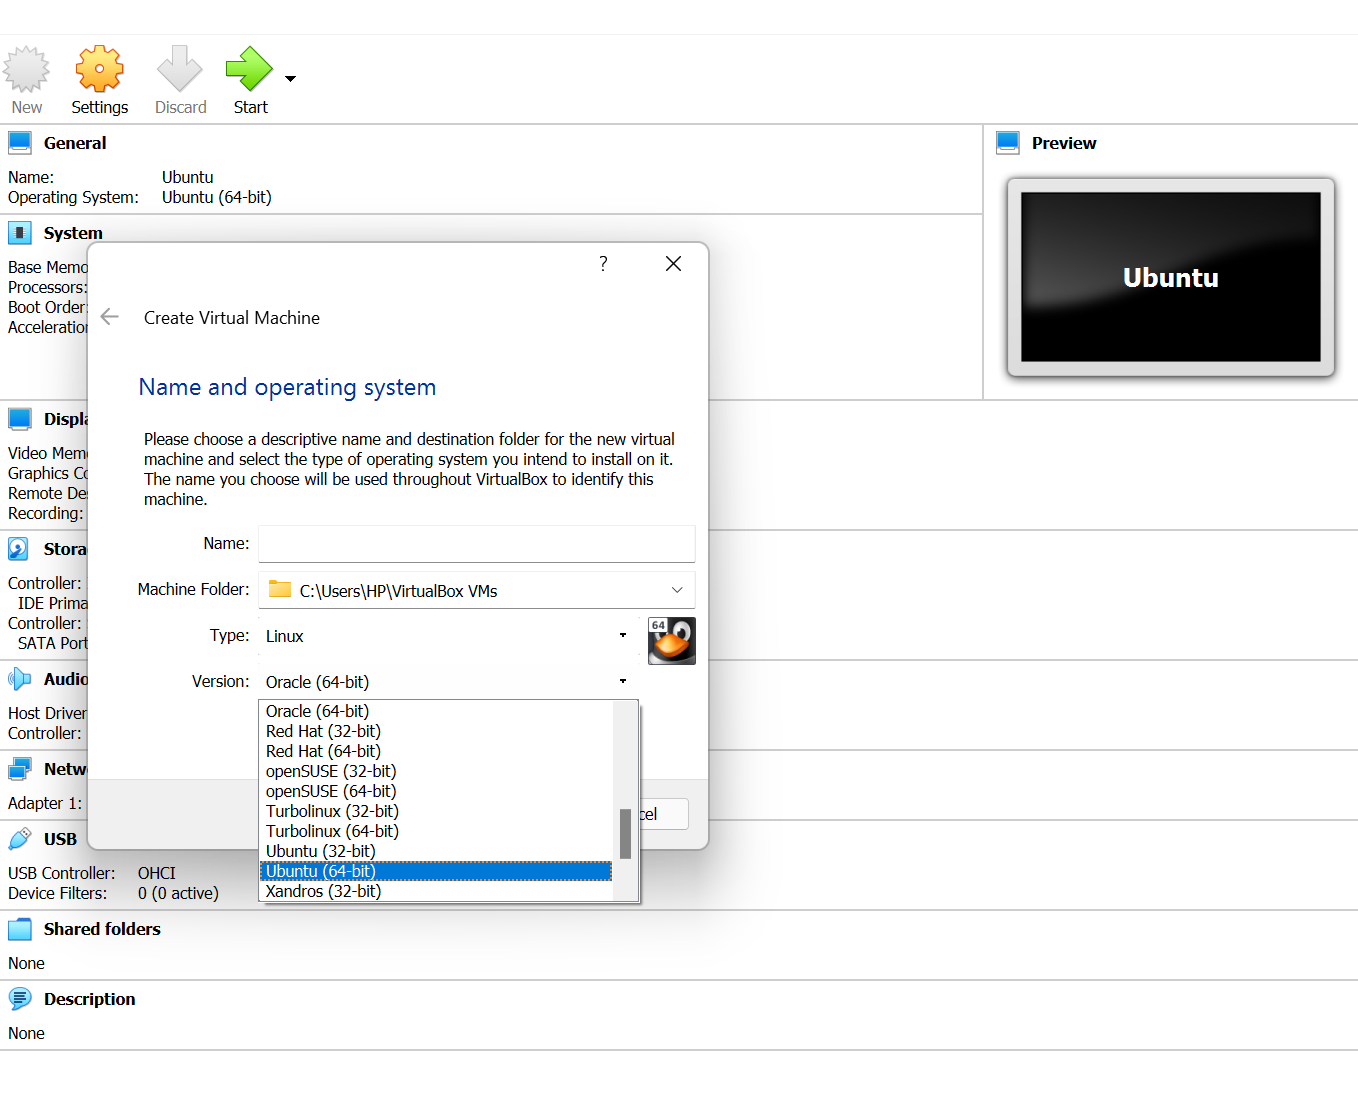 New
Settings
Discard
Start
General
Preview
Name: Ubuntu
Operating System: Ubuntu (64-bit)
Ubuntu
System
Base Memo
Processors:
Boot Order:
Acceleration
?
Create Virtual Machine
Name and operating system
Please choose a descriptive name and destination folder for the new virtual
machine and select the type of operating system you intend to install on it.
The name you choose will be used throughout VirtualBox to identify this
machine.
Name:
Machine Folder: C:\Users\HP\VirtualBox VMs
Type: Linux
64
Version: Oracle (64-bit)
Oracle (64-bit)
Red Hat (32-bit)
Red Hat (64-bit)
openSUSE (32-bit)
openSUSE (64-bit)
Turbolinux (32-bit)
Turbolinux (64-bit)
Ubuntu (32-bit)
Ubuntu (64-bit)
Xandros (32-bit)
cel
Displa
Video Mem
Graphics Co
Remote Des
Recording:
Stora
Controller:
IDE Prima
Controller:
SATA Port
Audio
Host Driver
Controller:
Netw
Adapter 1:
USB
USB Controller: OHCI
Device Filters: 0 (0 active)
Shared folders
None
Description
None